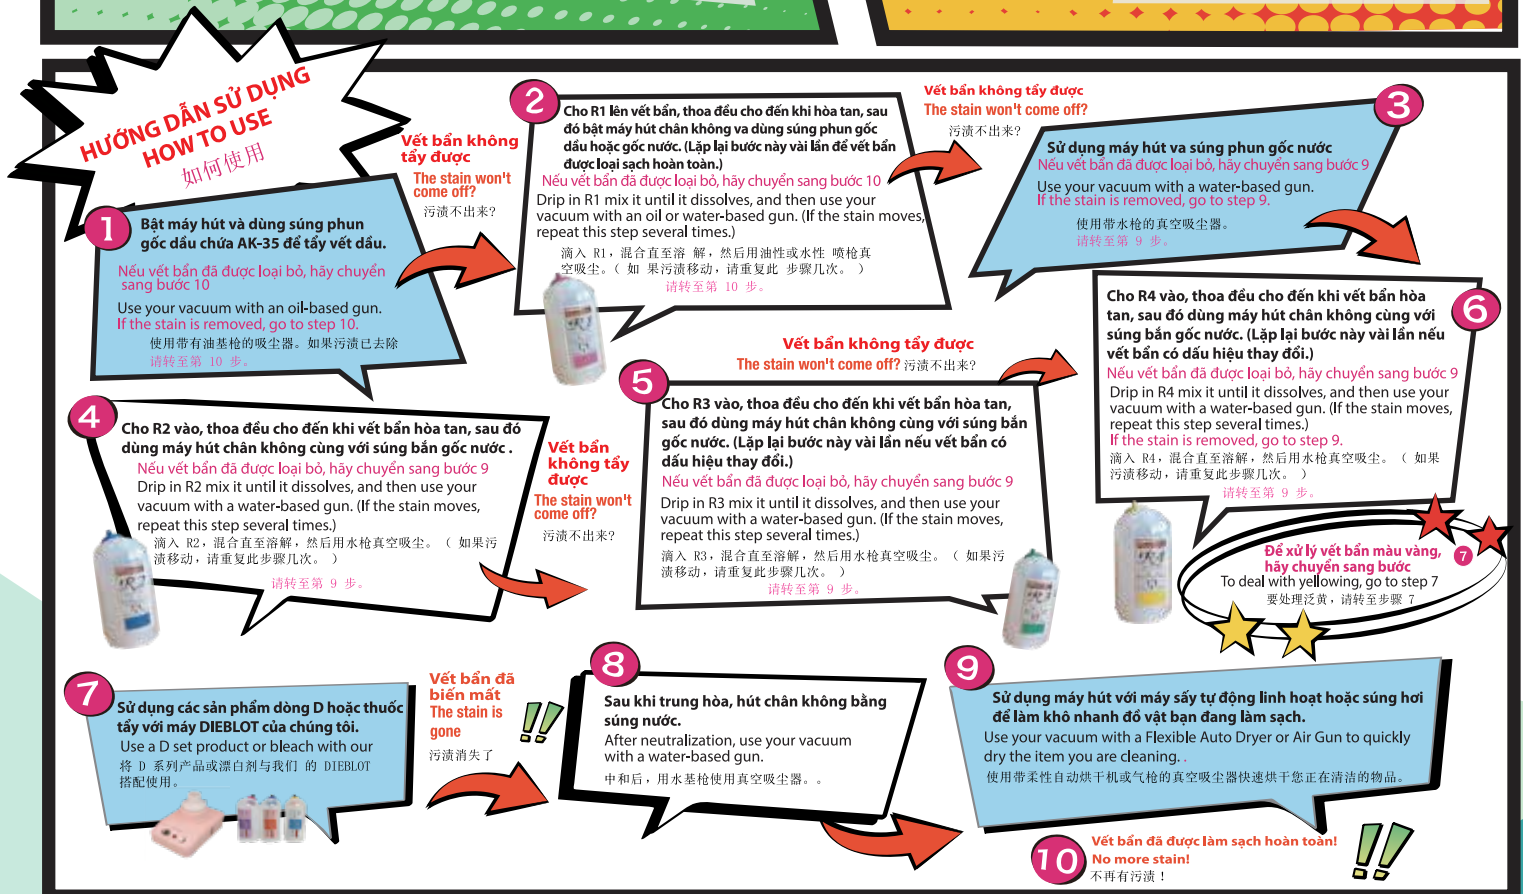 HƯỚNG DẪN SỬ DỤNG
HOW TO USE
如何使用
1
Bật máy hút và dùng súng phun
gốc dầu chứa AK-35 để tẩy vết dầu.
Nếu vết bẩn đã được loại bỏ, hãy chuyển
sang bước 10
Use your vacuum with an oil-based gun.
If the stain is removed, go to step 10.
使用带有油基枪的吸尘器。如果污渍已去除
请转至第 10 步。
Vết bẩn không
tẩy được
The stain won't
come off?
污渍不出来?
2
Cho R1 lên vết bẩn, thoa đều cho đến khi hòa tan, sau
đó bật máy hút chân không va dùng súng phun gốc
dầu hoặc gốc nước. (Lặp lại bước này vài lần để vết bẩn
được loại sạch hoàn toàn.)
Nếu vết bẩn đã được loại bỏ, hãy chuyển sang bước 10
Drip in R1 mix it until it dissolves, and then use your
vacuum with an oil or water-based gun. (If the stain moves,
repeat this step several times.)
滴入 R1，混合直至溶 解，然后用油性或水性 喷枪真
空吸尘。（ 如 果污渍移动，请重复此 步骤几次。 ）
请转至第 10 步。
Vết bẩn không tẩy được
The stain won't come off?
污渍不出来?
3
Sử dụng máy hút va súng phun gốc nước
Nếu vết bẩn đã được loại bỏ, hãy chuyển sang bước 9
Use your vacuum with a water-based gun.
If the stain is removed, go to step 9.
使用带水枪的真空吸尘器。
请转至第 9 步。
4
Cho R2 vào, thoa đều cho đến khi vết bẩn hòa tan, sau đó
dùng máy hút chân không cùng với súng bắn gốc nước .
Nếu vết bẩn đã được loại bỏ, hãy chuyển sang bước 9
Drip in R2 mix it until it dissolves, and then use your
vacuum with a water-based gun. (If the stain moves,
repeat this step several times.)
滴入 R2，混合直至溶解，然后用水枪真空吸尘。（ 如果污
渍移动，请重复此步骤几次。 ）
请转至第 9 步。
Vết bẩn
không tẩy
được
The stain won't
come off?
污渍不出来?
Vết bẩn không tẩy được
The stain won't come off? 污渍不出来?
5
Cho R3 vào, thoa đều cho đến khi vết bẩn hòa tan,
sau đó dùng máy hút chân không cùng với súng bắn
gốc nước. (Lặp lại bước này vài lần nếu vết bẩn có
dấu hiệu thay đổi.)
Nếu vết bẩn đã được loại bỏ, hãy chuyển sang bước 9
Drip in R3 mix it until it dissolves, and then use your
vacuum with a water-based gun. (If the stain moves,
repeat this step several times.)
滴入 R3，混合直至溶解，然后用水枪真空吸尘。（ 如果污
渍移动，请重复此步骤几次。 ）
请转至第 9 步。
6
Cho R4 vào, thoa đều cho đến khi vết bẩn hòa
tan, sau đó dùng máy hút chân không cùng với
súng bắn gốc nước. (Lặp lại bước này vài lần nếu
vết bẩn có dấu hiệu thay đổi.)
Nếu vết bẩn đã được loại bỏ, hãy chuyển sang bước 9
Drip in R4 mix it until it dissolves, and then use your
vacuum with a water-based gun. (If the stain moves,
repeat this step several times.)
If the stain is removed, go to step 9.
滴入 R4，混合直至溶解，然后用水枪真空吸尘。（ 如果
污渍移动，请重复此步骤几次。 ）
请转至第 9 步。
Để xử lý vết bẩn màu vàng,
hãy chuyển sang bước 7
To deal with yellowing, go to step 7
要处理泛黄，请转至步骤 7
7
Sử dụng các sản phẩm dòng D hoặc thuốc
tẩy với máy DIEBLOT của chúng tôi.
Use a D set product or bleach with our
将 D 系列产品或漂白剂与我们 的 DIEBLOT
搭配使用。
Vết bẩn đã
biến mất
The stain is
gone
污渍消失了
!!
8
Sau khi trung hòa, hút chân không bằng
súng nước.
After neutralization, use your vacuum
with a water-based gun.
中和后，用水基枪使用真空吸尘器。。
9
Sử dụng máy hút với máy sấy tự động linh hoạt hoặc súng hơi
để làm khô nhanh đồ vật bạn đang làm sạch.
Use your vacuum with a Flexible Auto Dryer or Air Gun to quickly
dry the item you are cleaning. .
使用带柔性自动烘干机或气枪的真空吸尘器快速烘干您正在清洁的物品。
10
Vết bẩn đã được làm sạch hoàn toàn!
No more stain!
不再有污渍！
!!